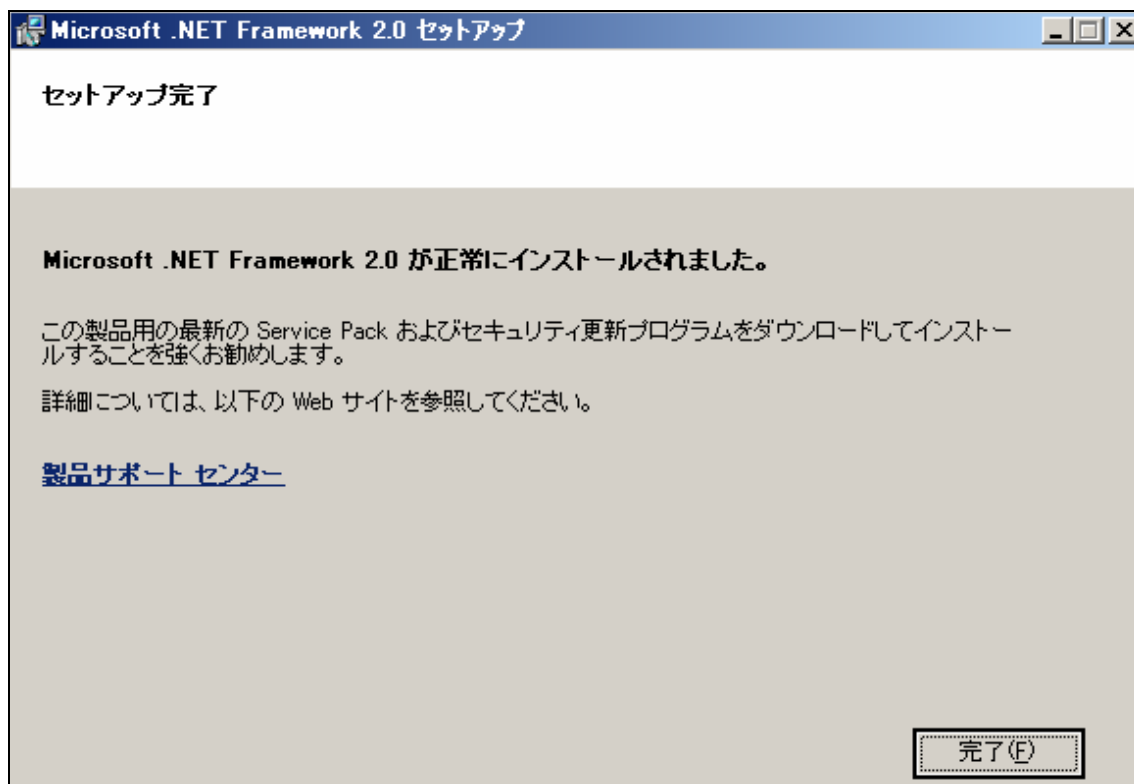 Microsoft .NET Framework 2.0 セットアップ
セットアップ完了
Microsoft .NET Framework 2.0 が正常にインストールされました。
この製品用の最新の Service Pack およびセキュリティ更新プログラムをダウンロードしてインストー
ルすることを強くお勧めします。
詳細については、以下の Web サイトを参照してください。
製品サポート センター
完了(F)